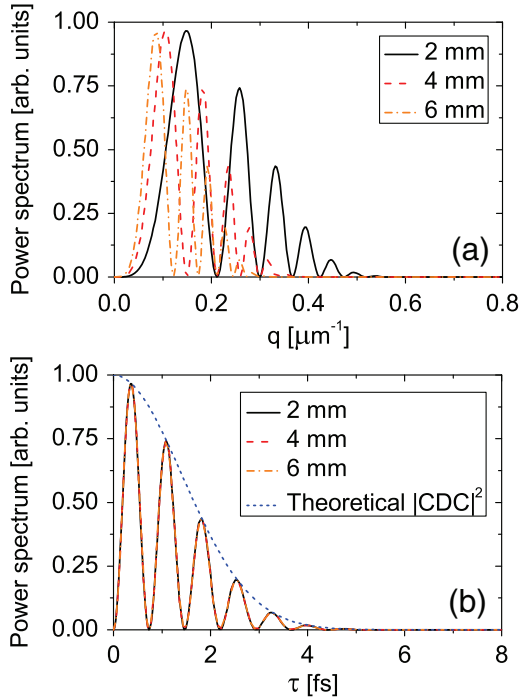 Power spectrum [arb. units]
1.00
0.75
0.50
0.25
0.00
2 mm
4 mm
6 mm
(a)
0.0 0.2 0.4 0.6 0.8
q [μm⁻¹]
Power spectrum [arb. units]
1.00
0.75
0.50
0.25
0.00
2 mm
4 mm
6 mm
Theoretical |CDC|²
(b)
0 2 4 6 8
τ [fs]